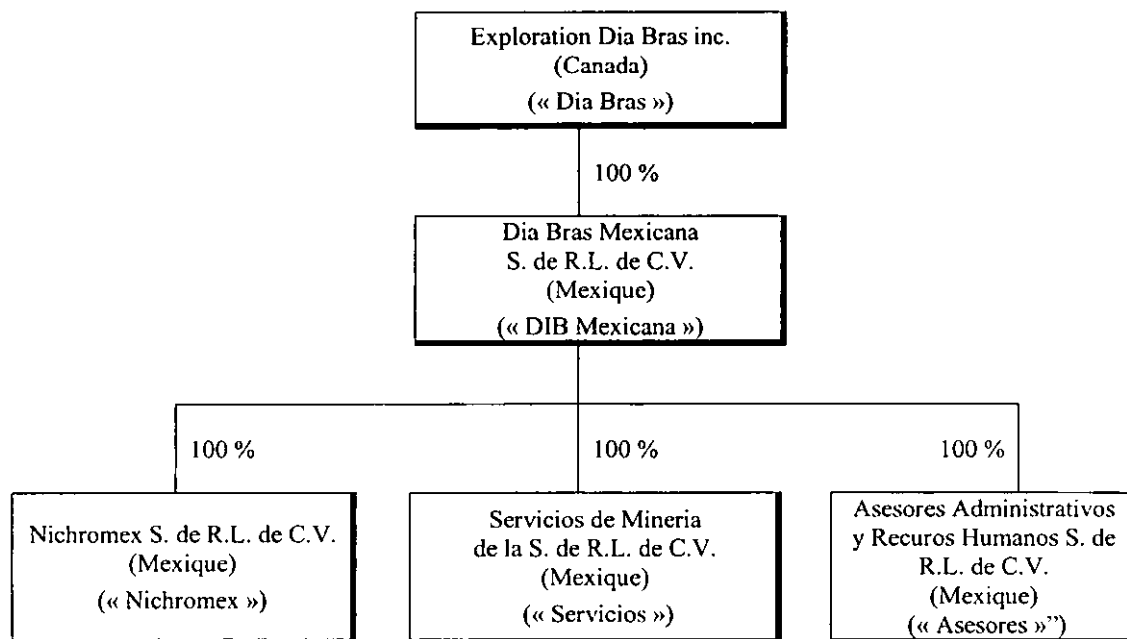 Exploration Dia Bras inc.
(Canada)
(« Dia Bras »)
100 %
Dia Bras Mexicana
S. de R.L. de C.V.
(Mexique)
(« DIB Mexicana »)
100 %
100 %
100 %
Nichromex S. de R.L. de C.V.
(Mexique)
(« Nichromex »)
Servicios de Mineria
de la S. de R.L. de C.V.
(Mexique)
(« Servicios »)
Asesores Administrativos
y Recuros Humanos S. de
R.L. de C.V.
(Mexique)
(« Asesores »”)